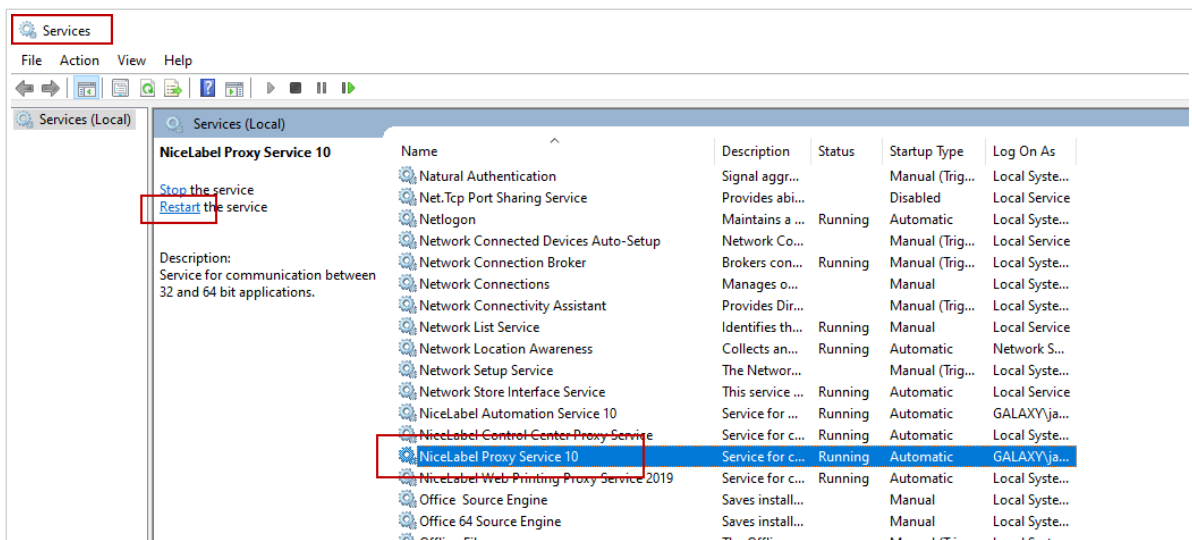 Services
File Action View Help
Services (Local)
Services (Local)
NiceLabel Proxy Service 10
Stop the service
Restart the service
Description:
Service for communication between
32 and 64 bit applications.
Name Description Status Startup Type Log On As
Natural Authentication Signal aggr... Manual (Trig... Local Syste...
Net.Tcp Port Sharing Service Provides abi... Disabled Local Service
Netlogon Maintains a ... Running Automatic Local Syste...
Network Connected Devices Auto-Setup Network Co... Manual (Trig... Local Service
Network Connection Broker Brokers con... Running Manual (Trig... Local Syste...
Network Connections Manages o... Manual Local Syste...
Network Connectivity Assistant Provides Dir... Manual (Trig... Local Syste...
Network List Service Identifies th... Running Manual Local Service
Network Location Awareness Collects an... Running Automatic Network S...
Network Setup Service The Networ... Manual (Trig... Local Syste...
Network Store Interface Service This service ... Running Automatic Local Service
NiceLabel Automation Service 10 Service for ... Running Automatic GALAXY\ja...
NiceLabel Control Center Proxy Service Service for c... Running Automatic Local Syste...
NiceLabel Proxy Service 10 Service for c... Running Automatic GALAXY\ja...
NiceLabel Web Printing Proxy Service 2019 Service for c... Running Automatic Local Syste...
Office Source Engine Saves install... Manual Local Syste...
Office 64 Source Engine Saves install... Manual Local Syste...